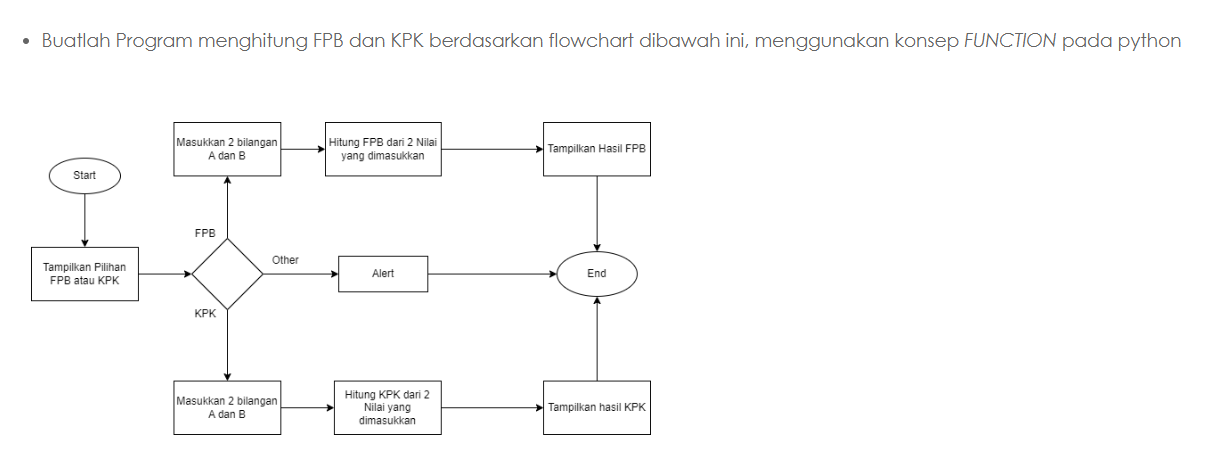 Buatlah Program menghitung FPB dan KPK berdasarkan flowchart dibawah ini, menggunakan konsep FUNCTION pada python
Start
Tampilkan Pilihan
FPB atau KPK
FPB
Masukkan 2 bilangan
A dan B
Hitung FPB dari 2 Nilai
yang dimasukkan
Tampilkan Hasil FPB
Other
Alert
End
KPK
Masukkan 2 bilangan
A dan B
Hitung KPK dari 2
Nilai yang
dimasukkan
Tampilkan hasil KPK